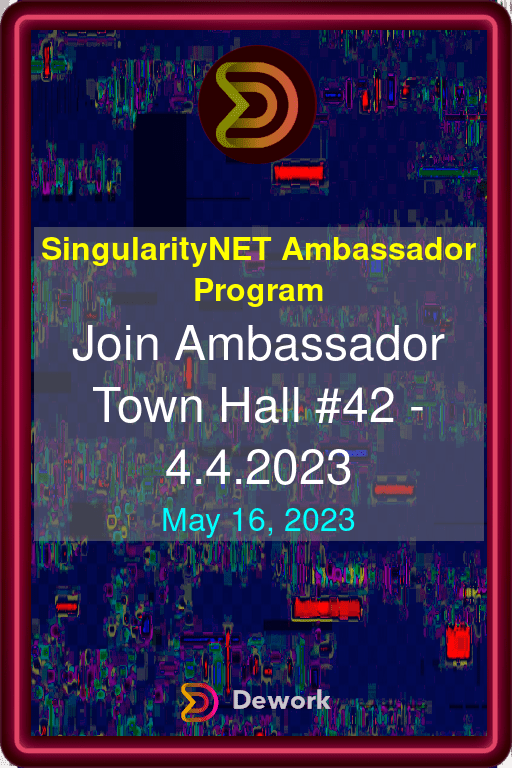 SingularityNET Ambassador
Program
Join Ambassador
Town Hall #42 -
4.4.2023
May 16, 2023
Dework